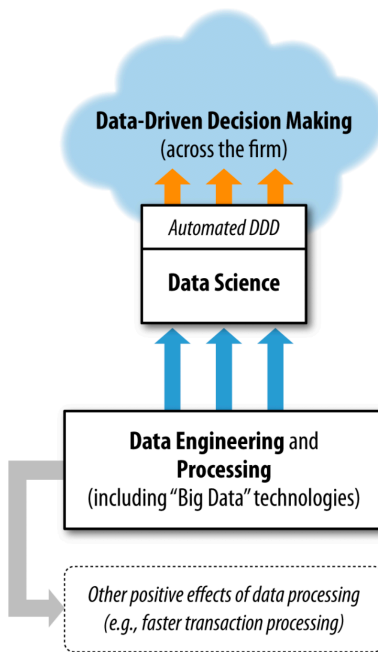 Data-Driven Decision Making
(across the firm)
Automated DDD
Data Science
Data Engineering and
Processing
(including “Big Data” technologies)
Other positive effects of data processing
(e.g., faster transaction processing)